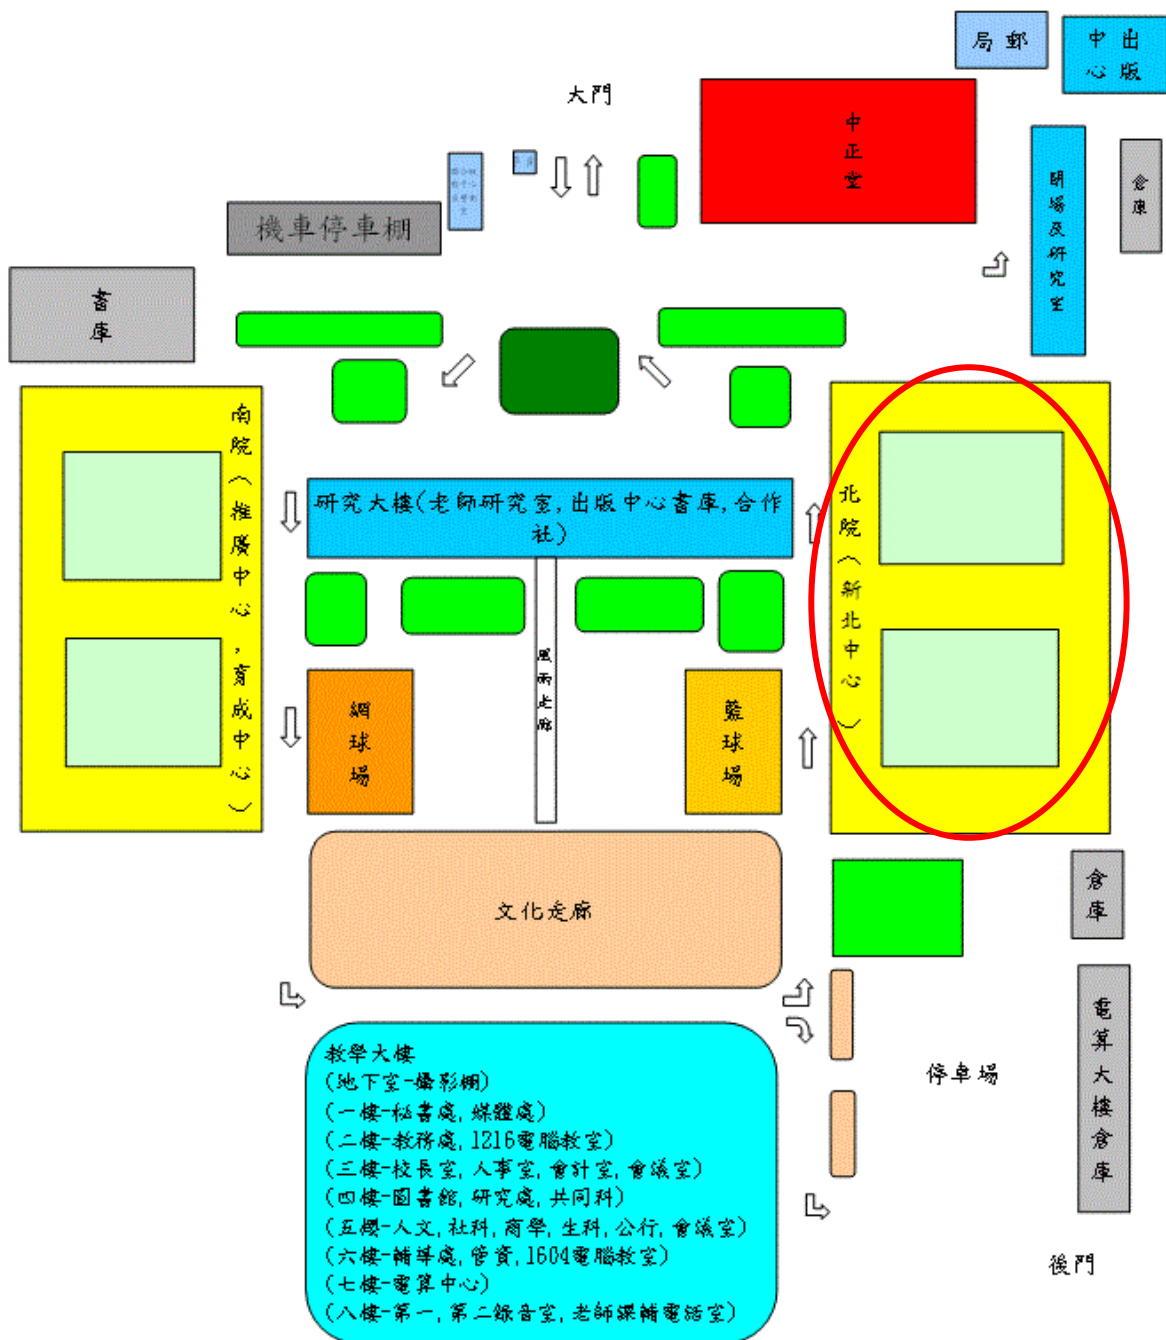 局郵
中出
心版
大門
中正堂
機車停車棚
倉庫
書庫
南院（推廣中心，育成中心）
研究大樓(老師研究室,出版中心書庫,合作
社)
北院（新北中心）
風雨走廊
網球場
籃球場
文化走廊
倉庫
教學大樓
(地下室-攝影棚)
(一樓-秘書處,媒體處)
(二樓-教務處,1216電腦教室)
(三樓-校長室,人事室,會計室,會議室)
(四樓-圖書館,研究處,共同科)
(五樓-人文,社科,商學,生科,公行,會議室)
(六樓-輔導處,管資,1604電腦教室)
(七樓-電算中心)
(八樓-第一,第二錄音室,老師課輔電話室)
停車場
電算大樓倉庫
後門